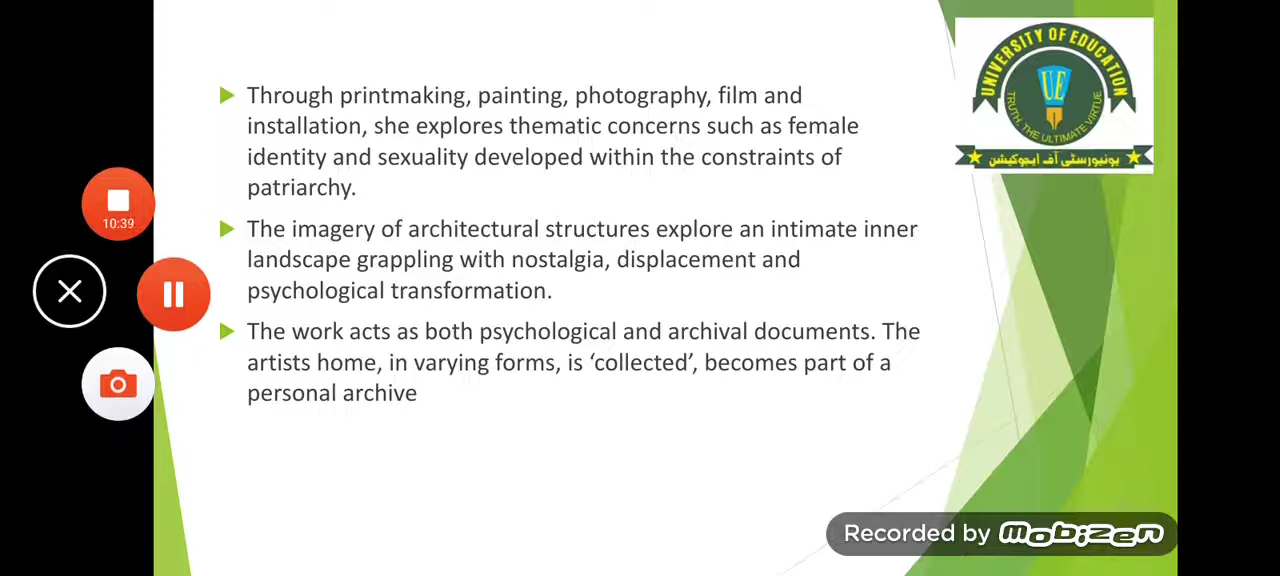 Through printmaking, painting, photography, film and
installation, she explores thematic concerns such as female
identity and sexuality developed within the constraints of
patriarchy.
The imagery of architectural structures explore an intimate inner
landscape grappling with nostalgia, displacement and
psychological transformation.
The work acts as both psychological and archival documents. The
artists home, in varying forms, is ‘collected’, becomes part of a
personal archive
UNIVERSITY OF EDUCATION
UE
TRUTH, THE ULTIMATE VIRTUE
یونیورسٹی آف ایجوکیشن
10:39
Recorded by mobizen